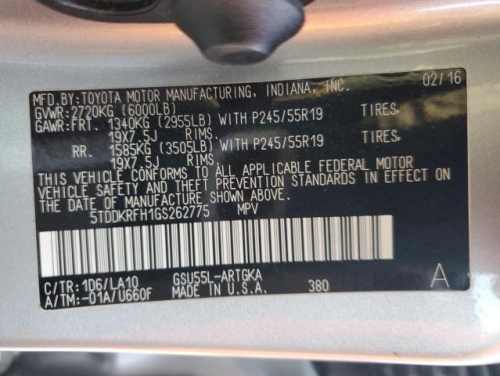 MFD.BY: TOYOTA MOTOR MANUFACTURING, INDIANA, INC. 02/16
GVWR: 2720KG (6000LB)
GAWR: FRT. 1340KG (2955LB) WITH P245/55R19 TIRES.
19X7.5J RIMS.
RR. 1585KG (3505LB) WITH P245/55R19 TIRES.
19X7.5J RIMS.
THIS VEHICLE CONFORMS TO ALL APPLICABLE FEDERAL MOTOR
VEHICLE SAFETY AND THEFT PREVENTION STANDARDS IN EFFECT
ON THE DATE OF MANUFACTURE SHOWN ABOVE.
5TDDKRFH1GS262775 MPV
C/TR: 1D6/LA10 GSU55L-ARTGKA
A/TM: -01A/U660F MADE IN U.S.A. 380 A